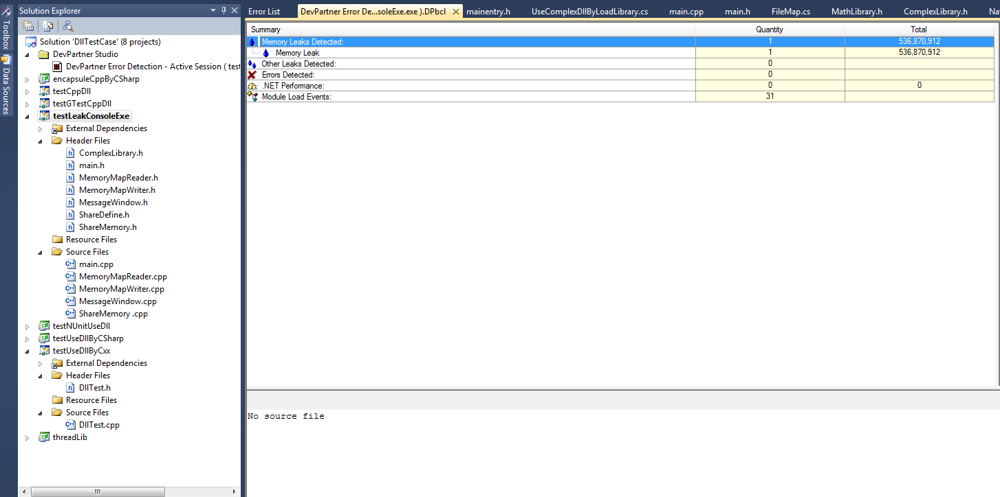 Solution Explorer
Toolbox
Data Sources
Solution 'DllTestCase' (8 projects)
DevPartner Studio
DevPartner Error Detection - Active Session ( test
encapsuleCppByCSharp
testCppDll
testGTestCppDll
testLeakConsoleExe
External Dependencies
Header Files
ComplexLibrary.h
main.h
MemoryMapReader.h
MemoryMapWriter.h
MessageWindow.h
ShareDefine.h
ShareMemory.h
Resource Files
Source Files
main.cpp
MemoryMapReader.cpp
MemoryMapWriter.cpp
MessageWindow.cpp
ShareMemory .cpp
testNUnitUseDll
testUseDllByCSharp
testUseDllByCxx
External Dependencies
Header Files
DllTest.h
Resource Files
Source Files
DllTest.cpp
threadLib
Error List DevPartner Error De...soleExe.exe ).DPbcl mainentry.h UseComplexDllByLoadLibrary.cs main.cpp main.h FileMap.cs MathLibrary.h ComplexLibrary.h Na
Summary Quantity Total
Memory Leaks Detected: 1 536,870,912
Memory Leak 1 536,870,912
Other Leaks Detected: 0
Errors Detected: 0
.NET Performance: 0 0
Module Load Events: 31
No source file